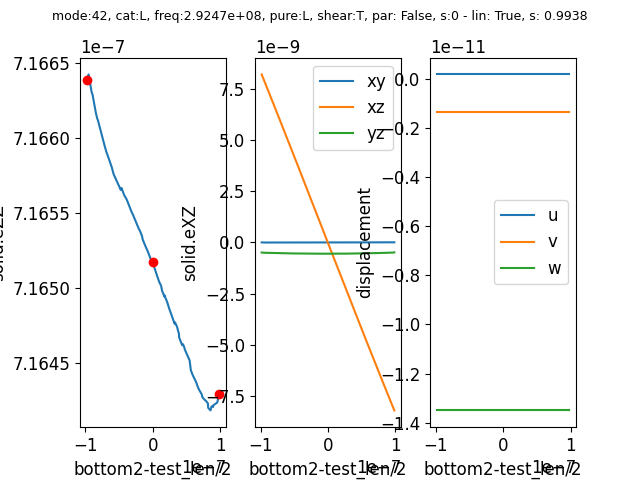 mode:42, cat:L, freq:2.9247e+08, pure:L, shear:T, par: False, s:0 - lin: True, s: 0.9938
1e−7
1e−9
1e−11
7.1665
7.1660
7.1655
7.1650
7.1645
−1
0
1
1e−7
bottom2-test_len/2
solid.eXZ
7.5
5.0
2.5
0.0
−2.5
−5.0
−7.5
xy
xz
yz
−1
0
1
1e−7
bottom2-test_len/2
displacement
0.0
−0.2
−0.4
−0.6
−0.8
−1.0
−1.2
−1.4
u
v
w
−1
0
1
1e−7
bottom2-test_len/2